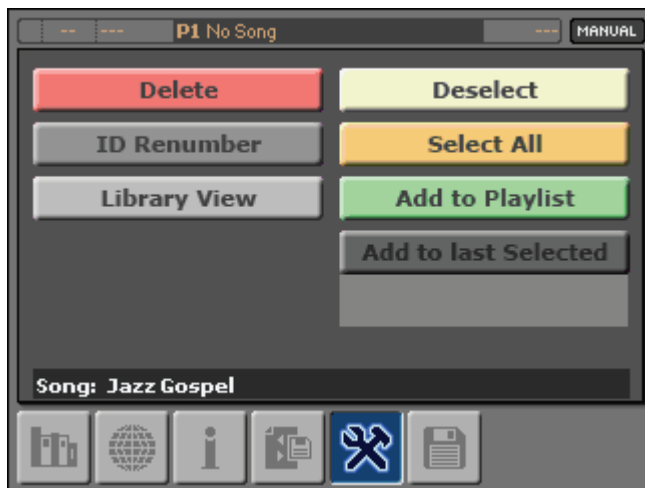 -- --- P1 No Song --- MANUAL
Delete Deselect
ID Renumber Select All
Library View Add to Playlist
Add to last Selected
Song: Jazz Gospel